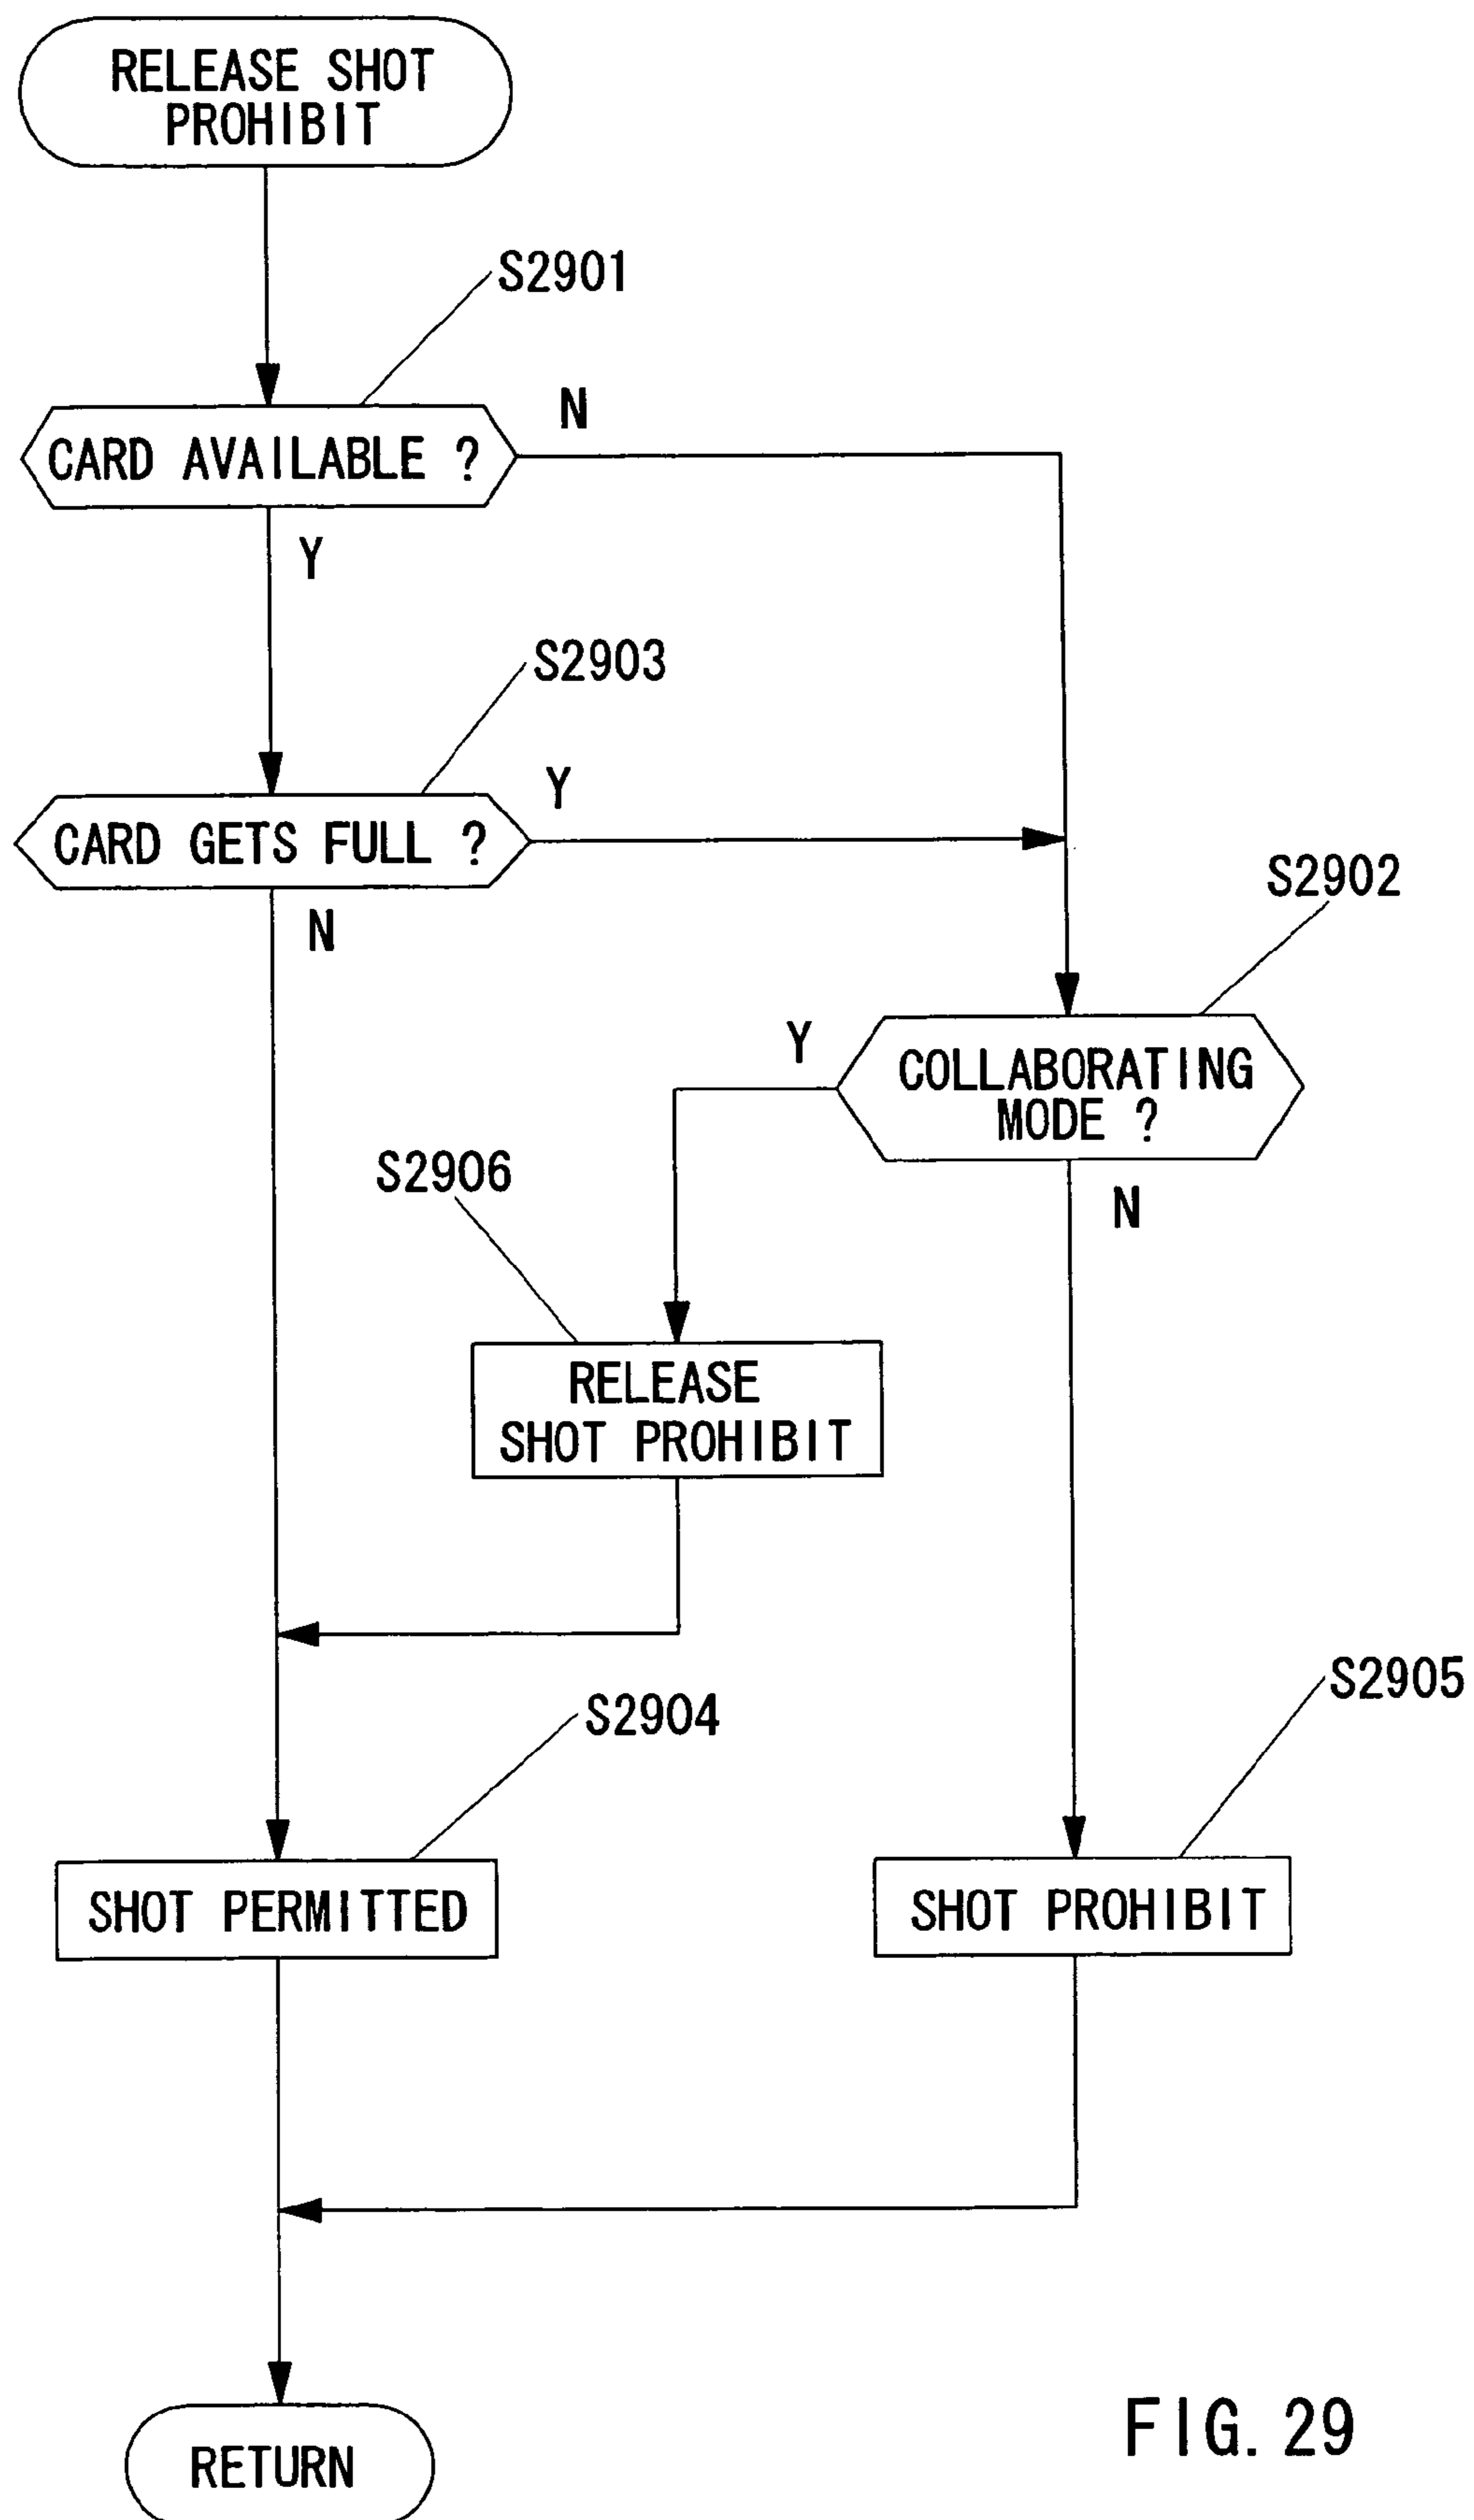 RELEASE SHOT
PROHIBIT
S2901
N
CARD AVAILABLE ?
Y
S2903
Y
CARD GETS FULL ?
N
S2902
Y
COLLABORATING
MODE ?
S2906
N
RELEASE
SHOT PROHIBIT
S2905
S2904
SHOT PERMITTED
SHOT PROHIBIT
RETURN
FIG. 29